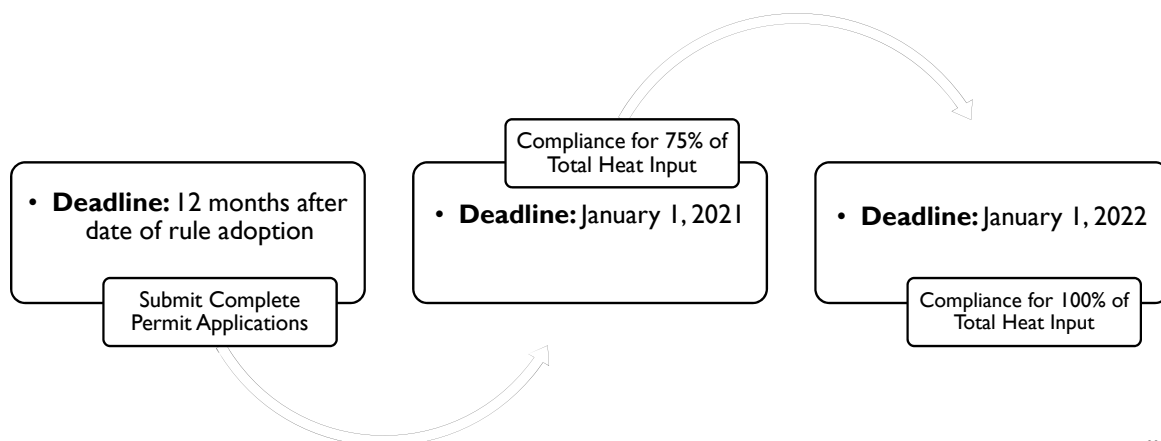 • Deadline: 12 months after
date of rule adoption
Submit Complete
Permit Applications
Compliance for 75% of
Total Heat Input
• Deadline: January 1, 2021
• Deadline: January 1, 2022
Compliance for 100% of
Total Heat Input